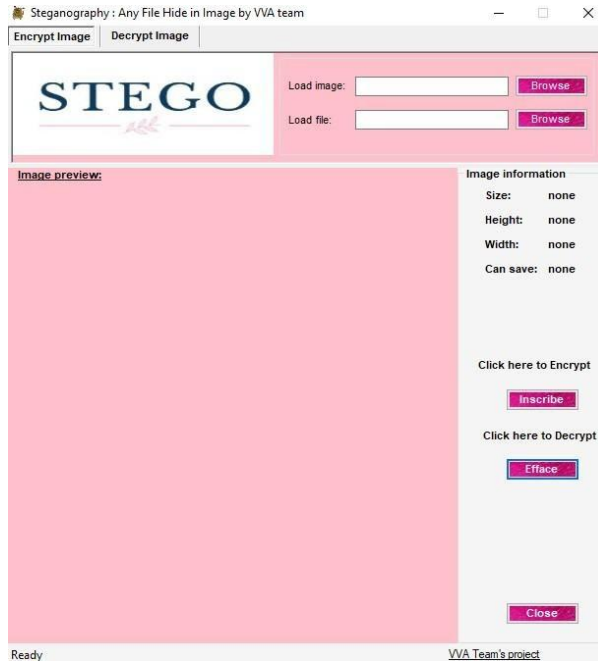 Steganography : Any File Hide in Image by VVA team
Encrypt Image Decrypt Image
STEGO
Load image: Browse
Load file: Browse
Image preview:
Image information
Size: none
Height: none
Width: none
Can save: none
Click here to Encrypt
Inscribe
Click here to Decrypt
Efface
Close
Ready VVA Team's project